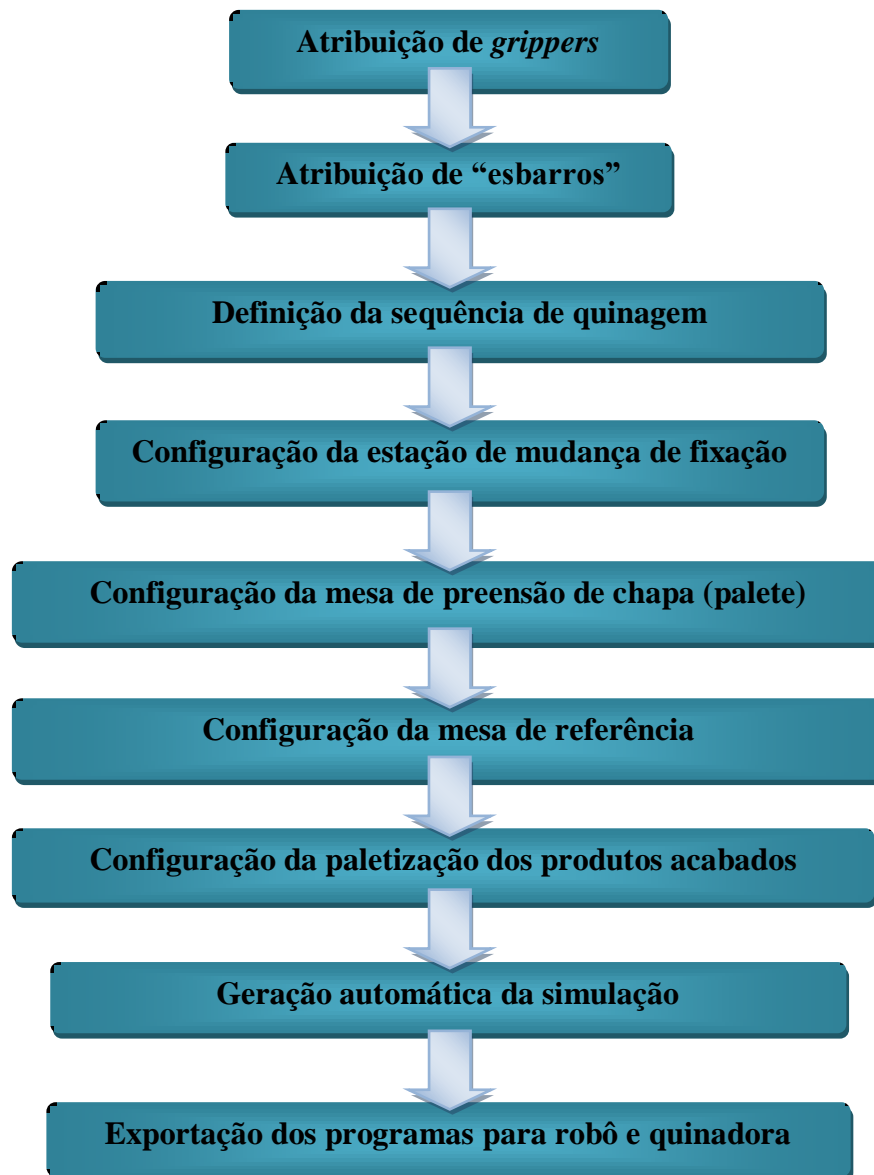 Atribuição de grippers
Atribuição de “esbarros”
Definição da sequência de quinagem
Configuração da estação de mudança de fixação
Configuração da mesa de preensão de chapa (palete)
Configuração da mesa de referência
Configuração da paletização dos produtos acabados
Geração automática da simulação
Exportação dos programas para robô e quinadora